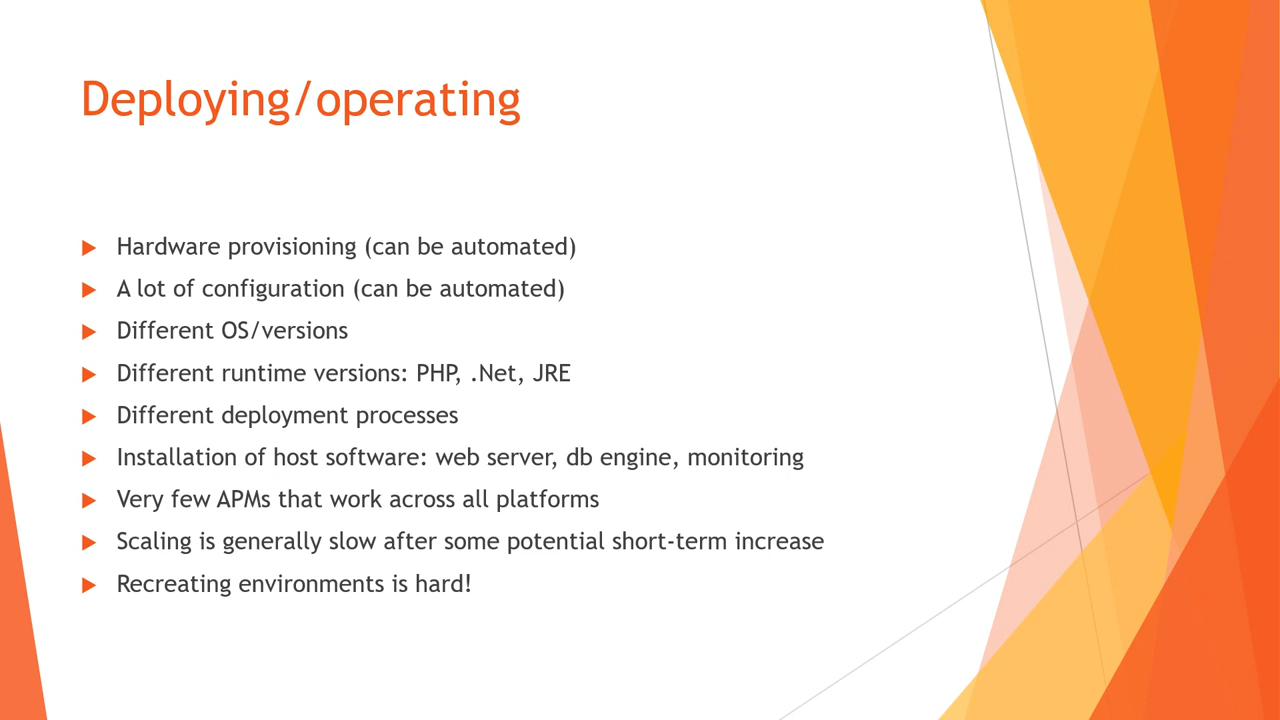 Deploying/operating
Hardware provisioning (can be automated)
A lot of configuration (can be automated)
Different OS/versions
Different runtime versions: PHP, .Net, JRE
Different deployment processes
Installation of host software: web server, db engine, monitoring
Very few APMs that work across all platforms
Scaling is generally slow after some potential short-term increase
Recreating environments is hard!